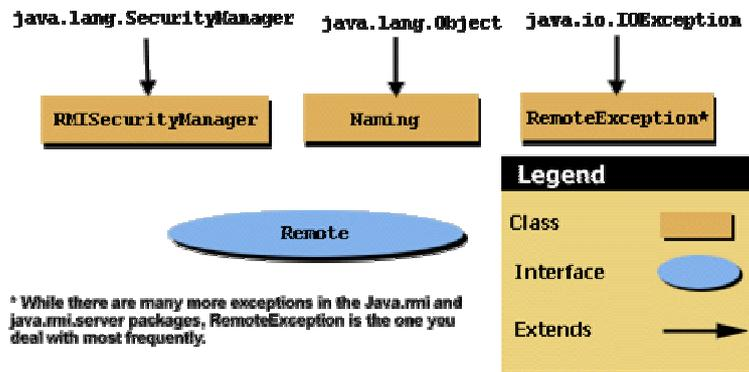 java.lang.SecurityManager
java.lang.Object
java.io.IOException
RMISecurityManager
Naming
RemoteException*
Remote
Legend
Class
Interface
Extends
* While there are many more exceptions in the Java.rmi and
java.rmi.server packages, RemoteException is the one you
deal with most frequently.